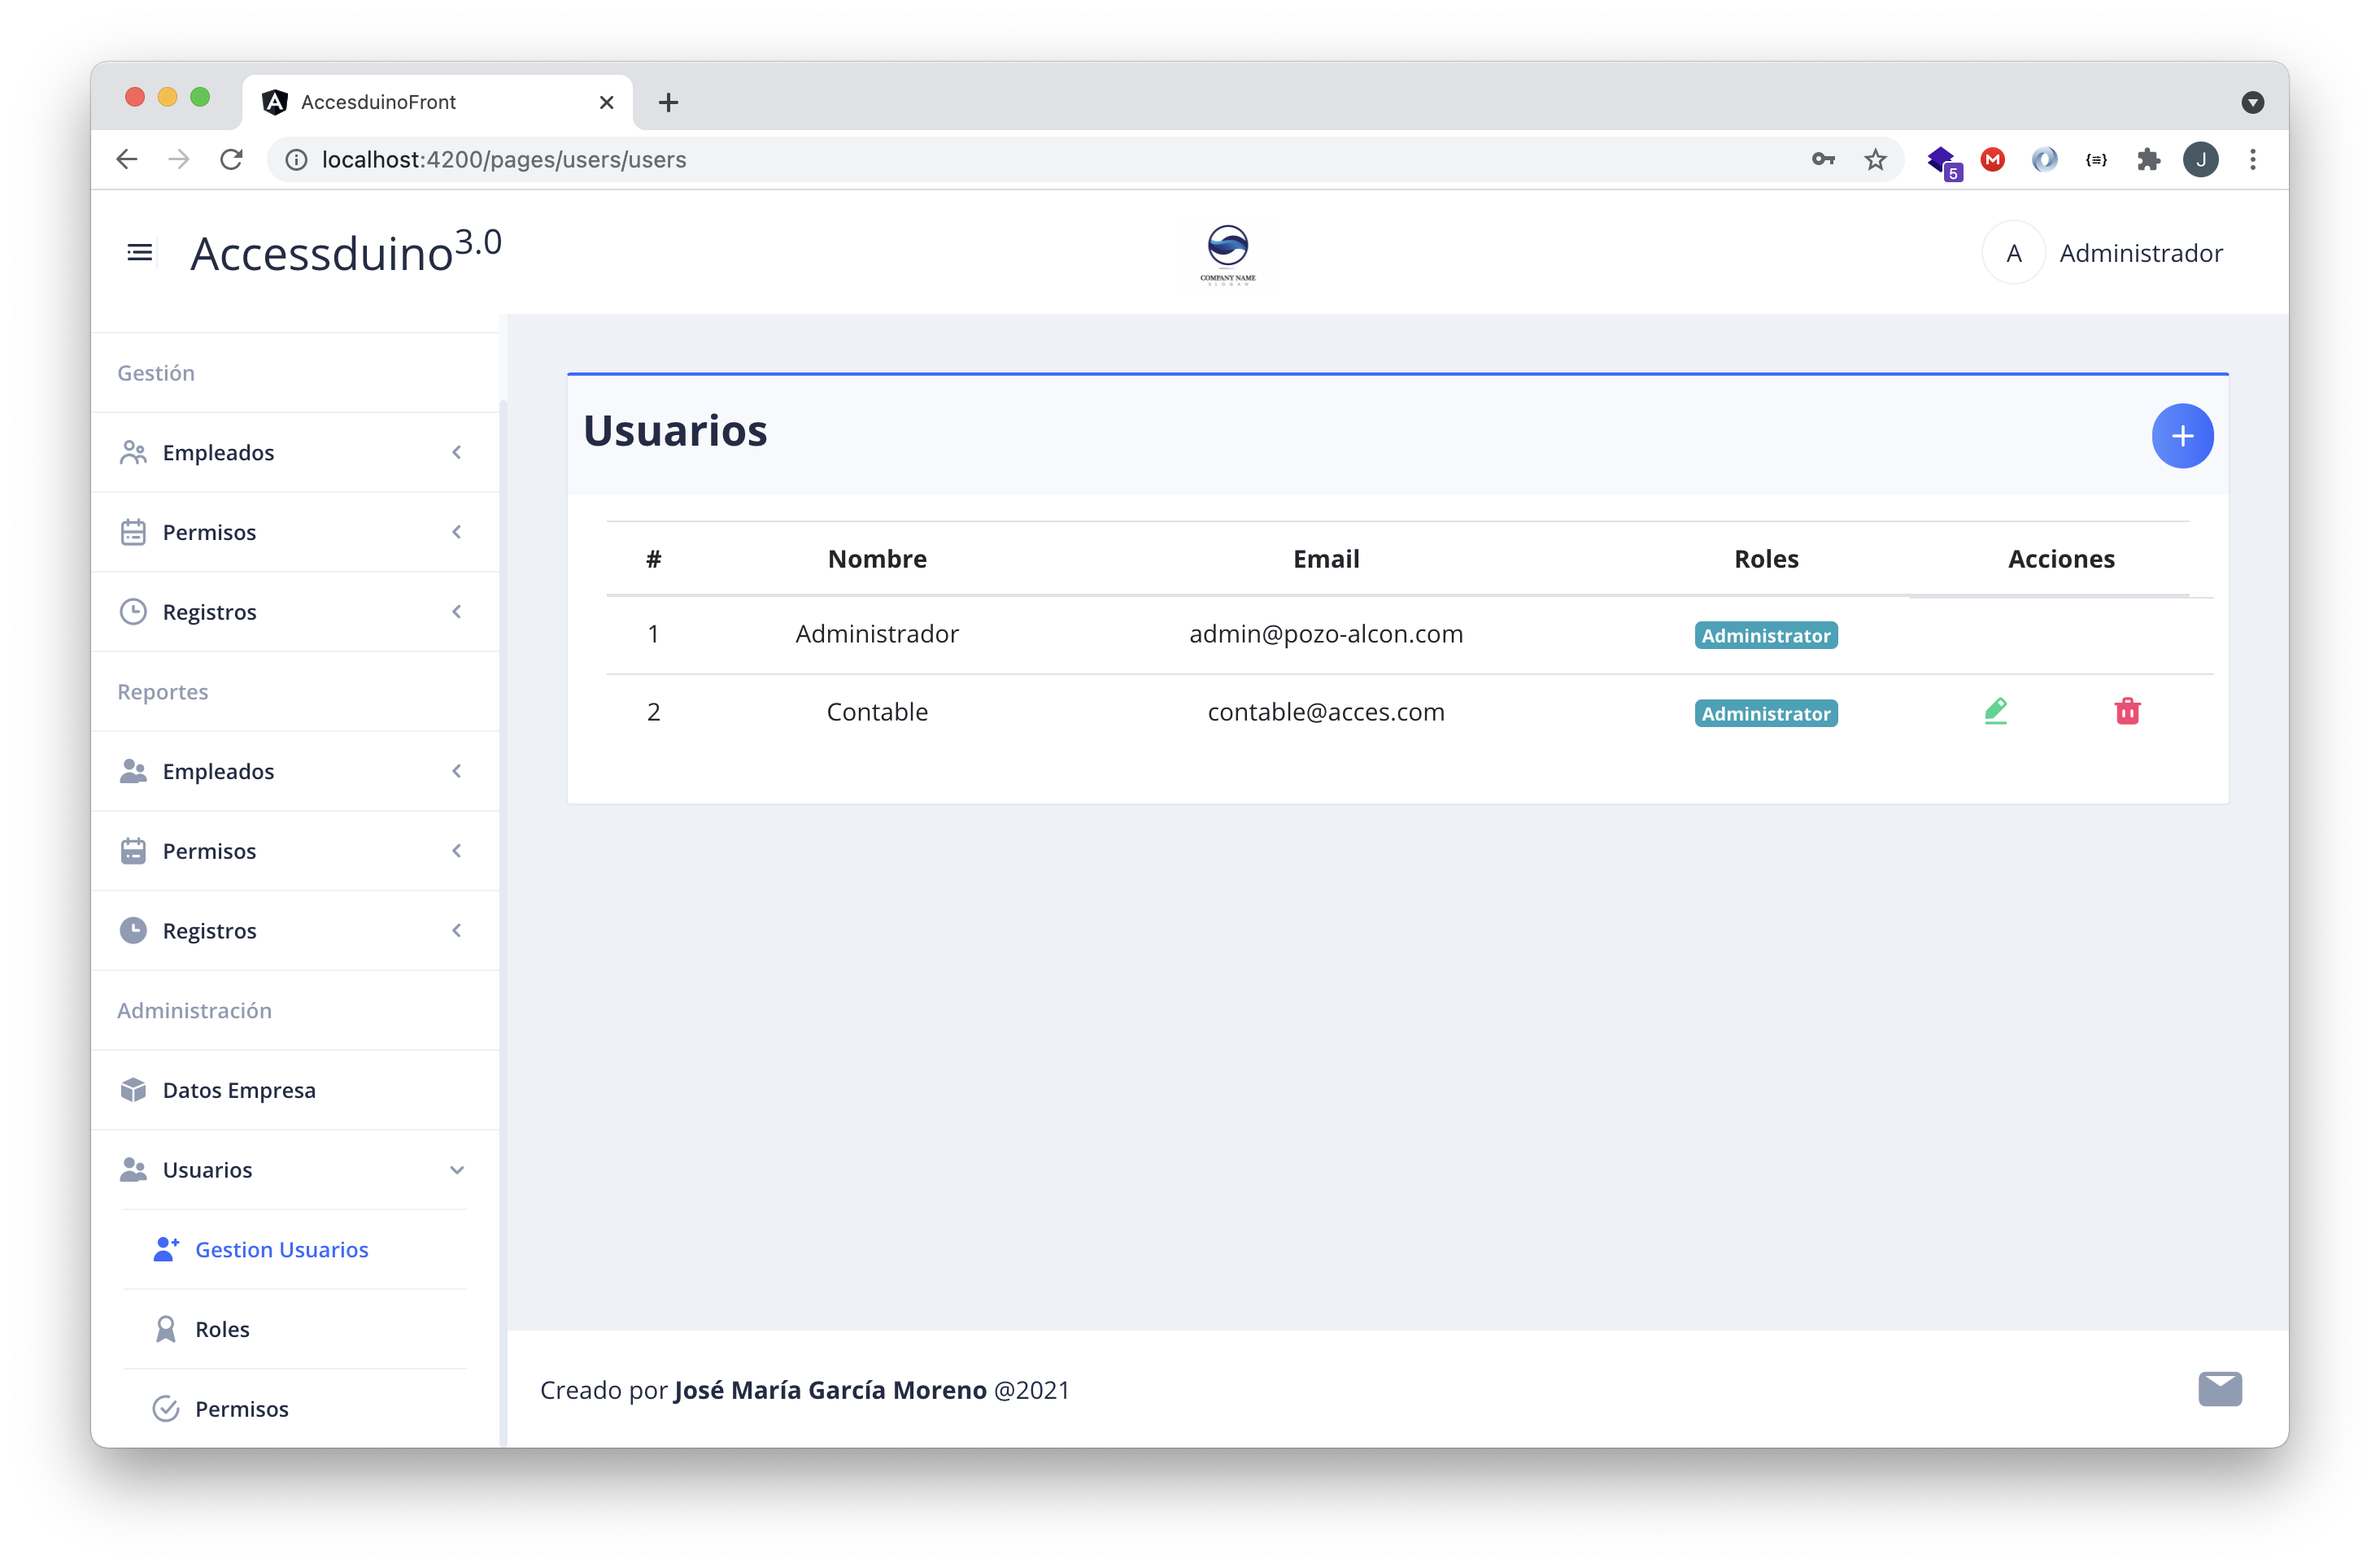 AccesduinoFront
localhost:4200/pages/users/users
5
M
{≡}
J
Accessduino3.0
COMPANY NAME
SLOGAN
A Administrador
Gestión
Empleados
Permisos
Registros
Reportes
Empleados
Permisos
Registros
Administración
Datos Empresa
Usuarios
Gestion Usuarios
Roles
Permisos
Usuarios
# Nombre Email Roles Acciones
1 Administrador admin@pozo-alcon.com Administrator
2 Contable contable@acces.com Administrator
Creado por José María García Moreno @2021